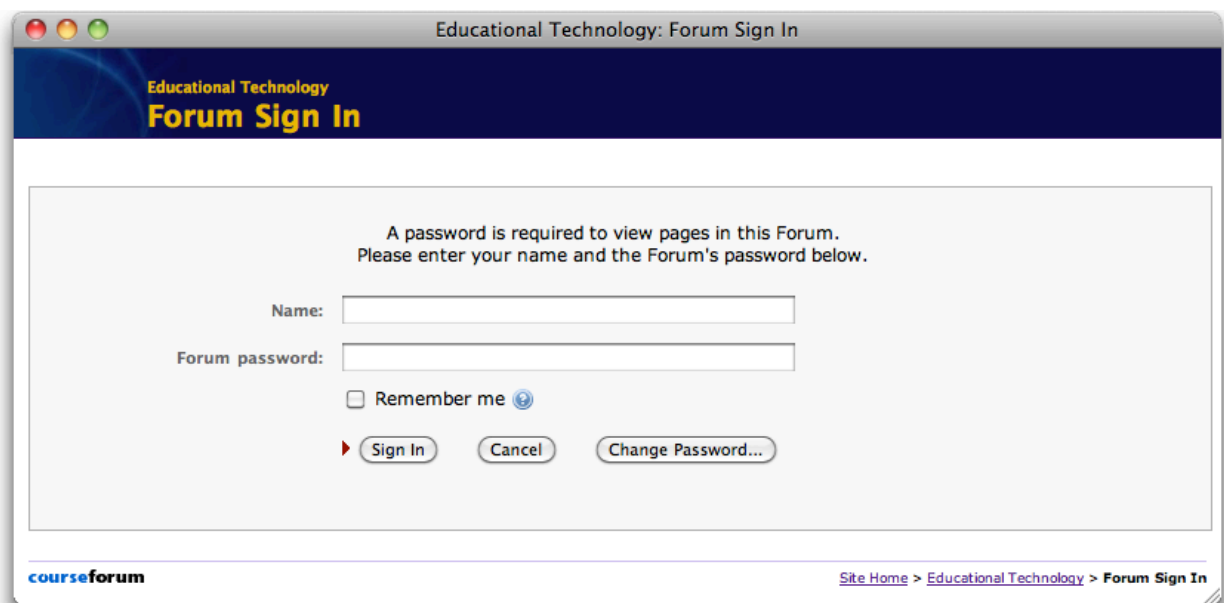 Educational Technology: Forum Sign In
Educational Technology
Forum Sign In
A password is required to view pages in this Forum.
Please enter your name and the Forum's password below.
Name:
Forum password:
Remember me ?
Sign In Cancel Change Password...
courseforum Site Home > Educational Technology > Forum Sign In